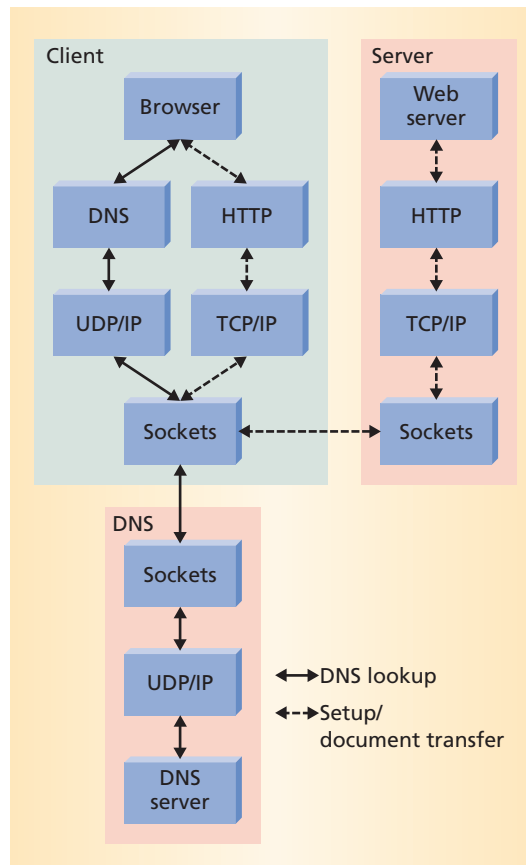 Client
Server
Browser
Web
server
DNS
HTTP
HTTP
UDP/IP
TCP/IP
TCP/IP
Sockets
Sockets
DNS
Sockets
UDP/IP
DNS lookup
Setup/
document transfer
DNS
server